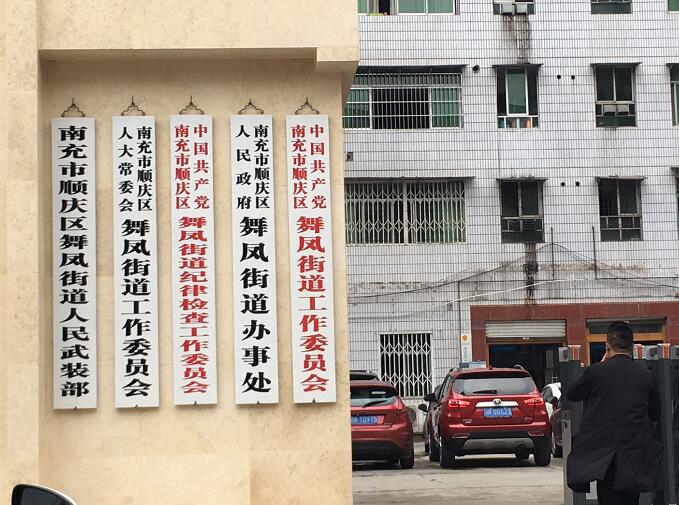 南充市顺庆区舞凤街道人民武装部
南充市顺庆区
人大常委会
舞凤街道工作委员会
中国共产党
南充市顺庆区
舞凤街道纪律检查工作委员会
南充市顺庆区
人民政府
舞凤街道办事处
中国共产党
南充市顺庆区
舞凤街道工作委员会